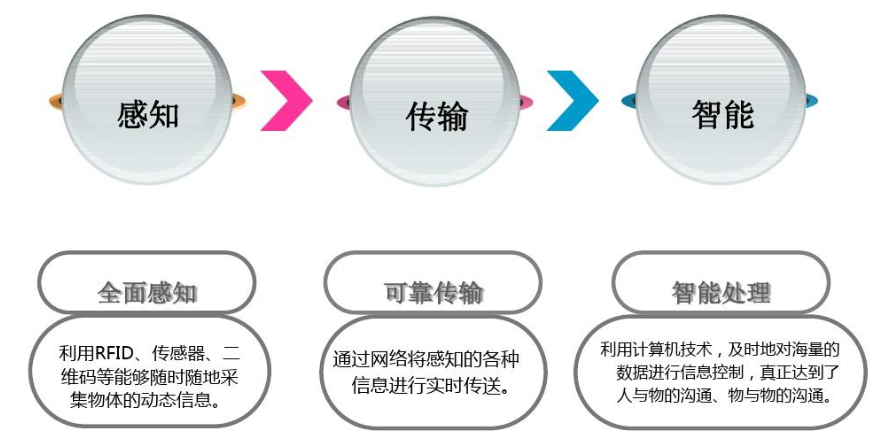 感知
传输
智能
全面感知
可靠传输
智能处理
利用RFID、传感器、二
维码等能够随时随地采
集物体的动态信息。
通过网络将感知的各种
信息进行实时传送。
利用计算机技术，及时地对海量的
数据进行信息控制，真正达到了
人与物的沟通、物与物的沟通。